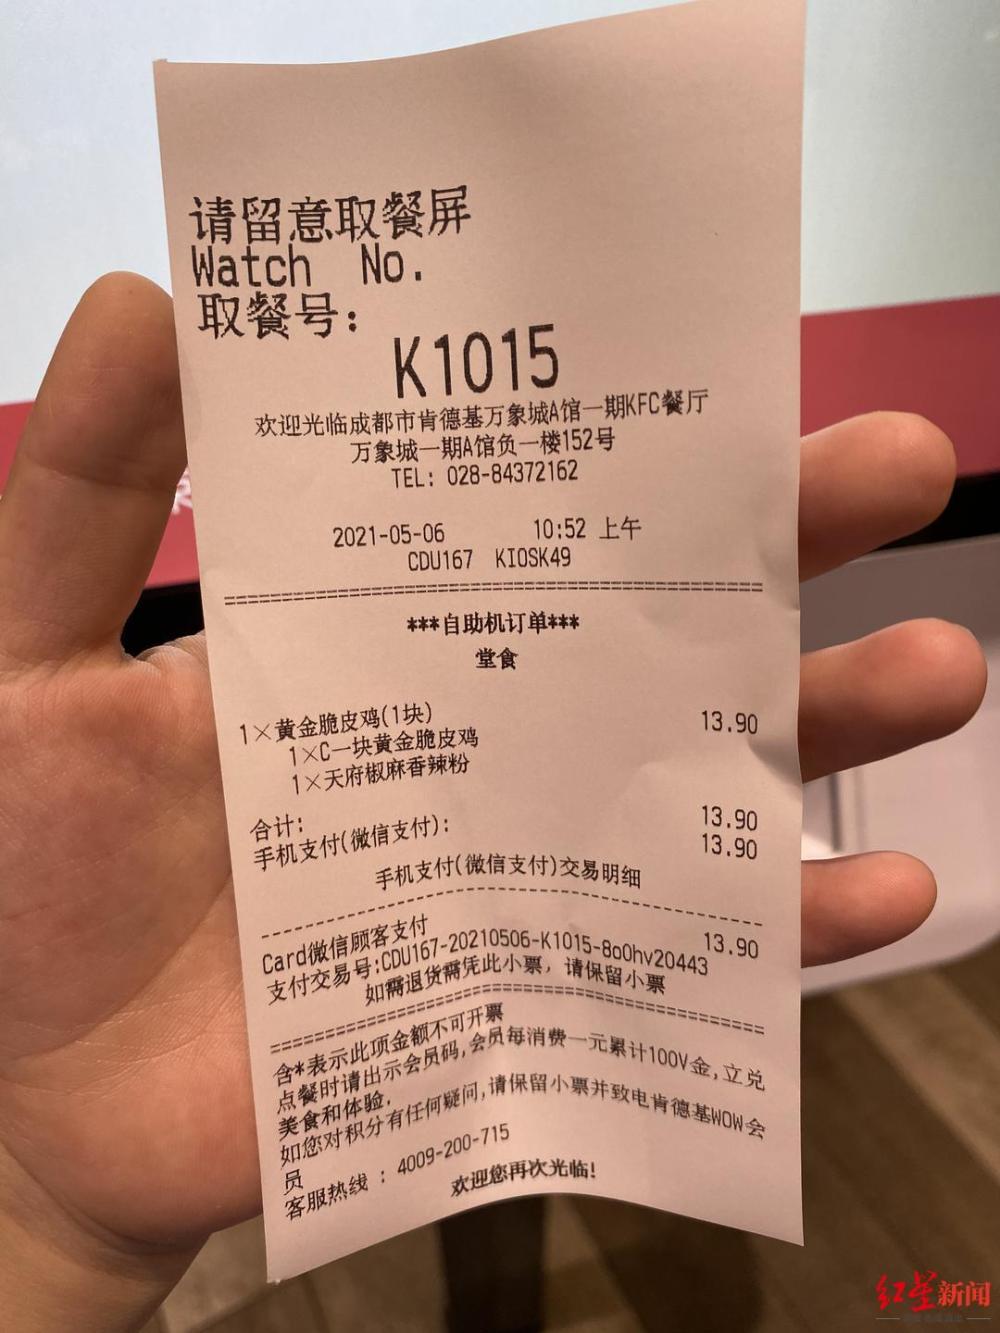 请留意取餐屏
Watch No.
取餐号:
K1015
欢迎光临成都市肯德基万象城A馆一期KFC餐厅
万象城一期A馆负一楼152号
TEL: 028-84372162
2021-05-06 10:52 上午
CDU167 KIOSK49
***自助机订单***
堂食
1×黄金脆皮鸡(1块) 13.90
1×C一块黄金脆皮鸡
1×天府椒麻香辣粉
合计: 13.90
手机支付(微信支付): 13.90
手机支付(微信支付)交易明细
Card微信顾客支付 13.90
支付交易号:CDU167-20210506-K1015-8o0hv20443
如需退货需凭此小票, 请保留小票
含*表示此项金额不可开票
点餐时请出示会员码,会员每消费一元累计100V金,立兑
美食和体验.
如您对积分有任何疑问,请保留小票并致电肯德基WOW会
员
客服热线 : 4009-200-715
欢迎您再次光临!
红星新闻